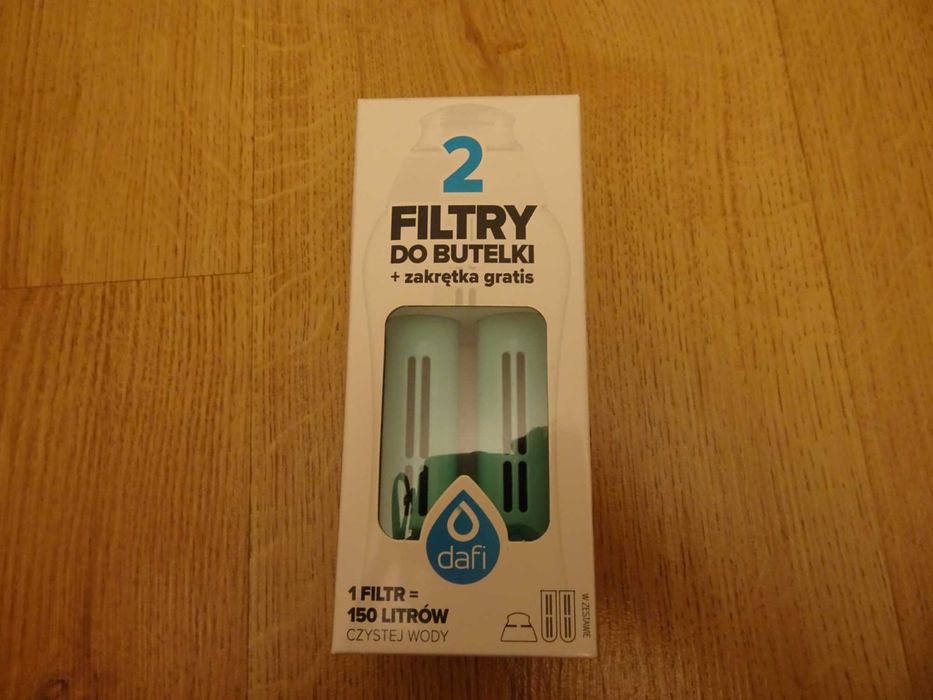 2
FILTRY
DO BUTELKI
+ zakrętka gratis
dafi
1 FILTR =
150 LITRÓW
CZYSTEJ WODY
W ZESTAWIE